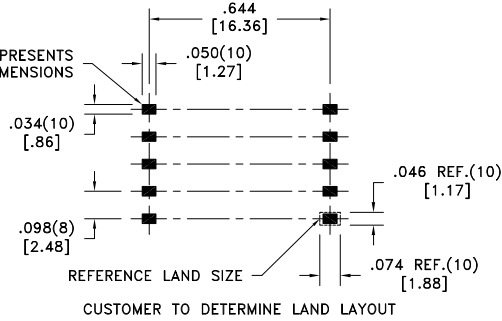 .644
[16.36]
PRESENTS
MENSIONS
.050(10)
[1.27]
.034(10)
[.86]
.046 REF.(10)
[1.17]
.098(8)
[2.48]
REFERENCE LAND SIZE
.074 REF.(10)
[1.88]
CUSTOMER TO DETERMINE LAND LAYOUT